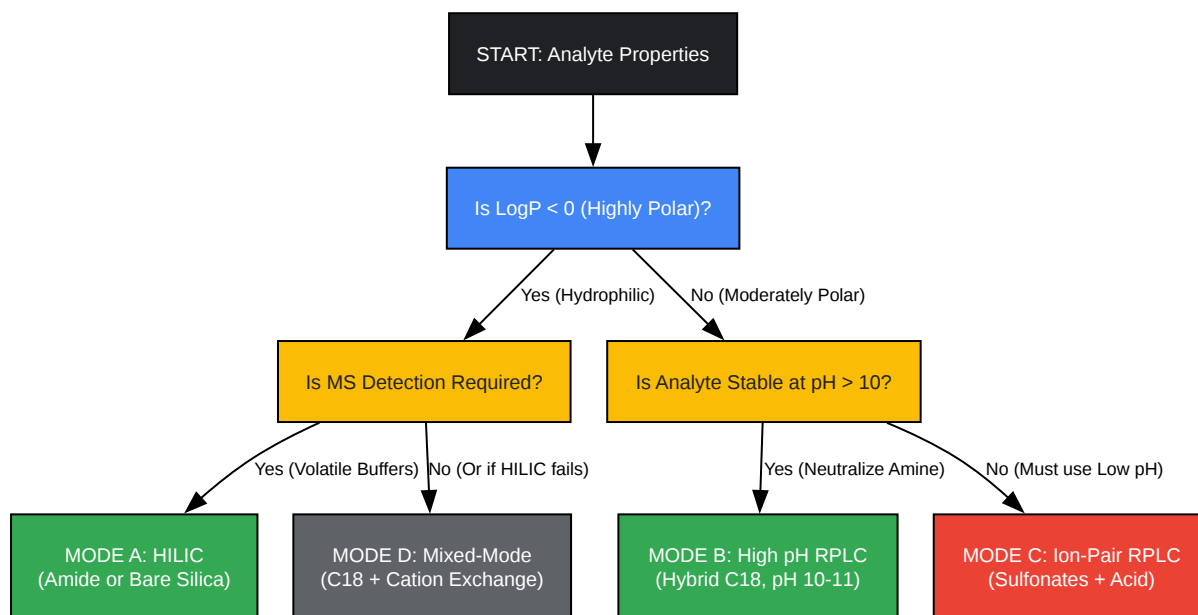 START: Analyte Properties
Is LogP < 0 (Highly Polar)?
Yes (Hydrophilic)
No (Moderately Polar)
Is MS Detection Required?
Is Analyte Stable at pH > 10?
Yes (Volatile Buffers)
No (Or if HILIC fails)
Yes (Neutralize Amine)
No (Must use Low pH)
MODE A: HILIC
(Amide or Bare Silica)
MODE D: Mixed-Mode
(C18 + Cation Exchange)
MODE B: High pH RPLC
(Hybrid C18, pH 10-11)
MODE C: Ion-Pair RPLC
(Sulfonates + Acid)